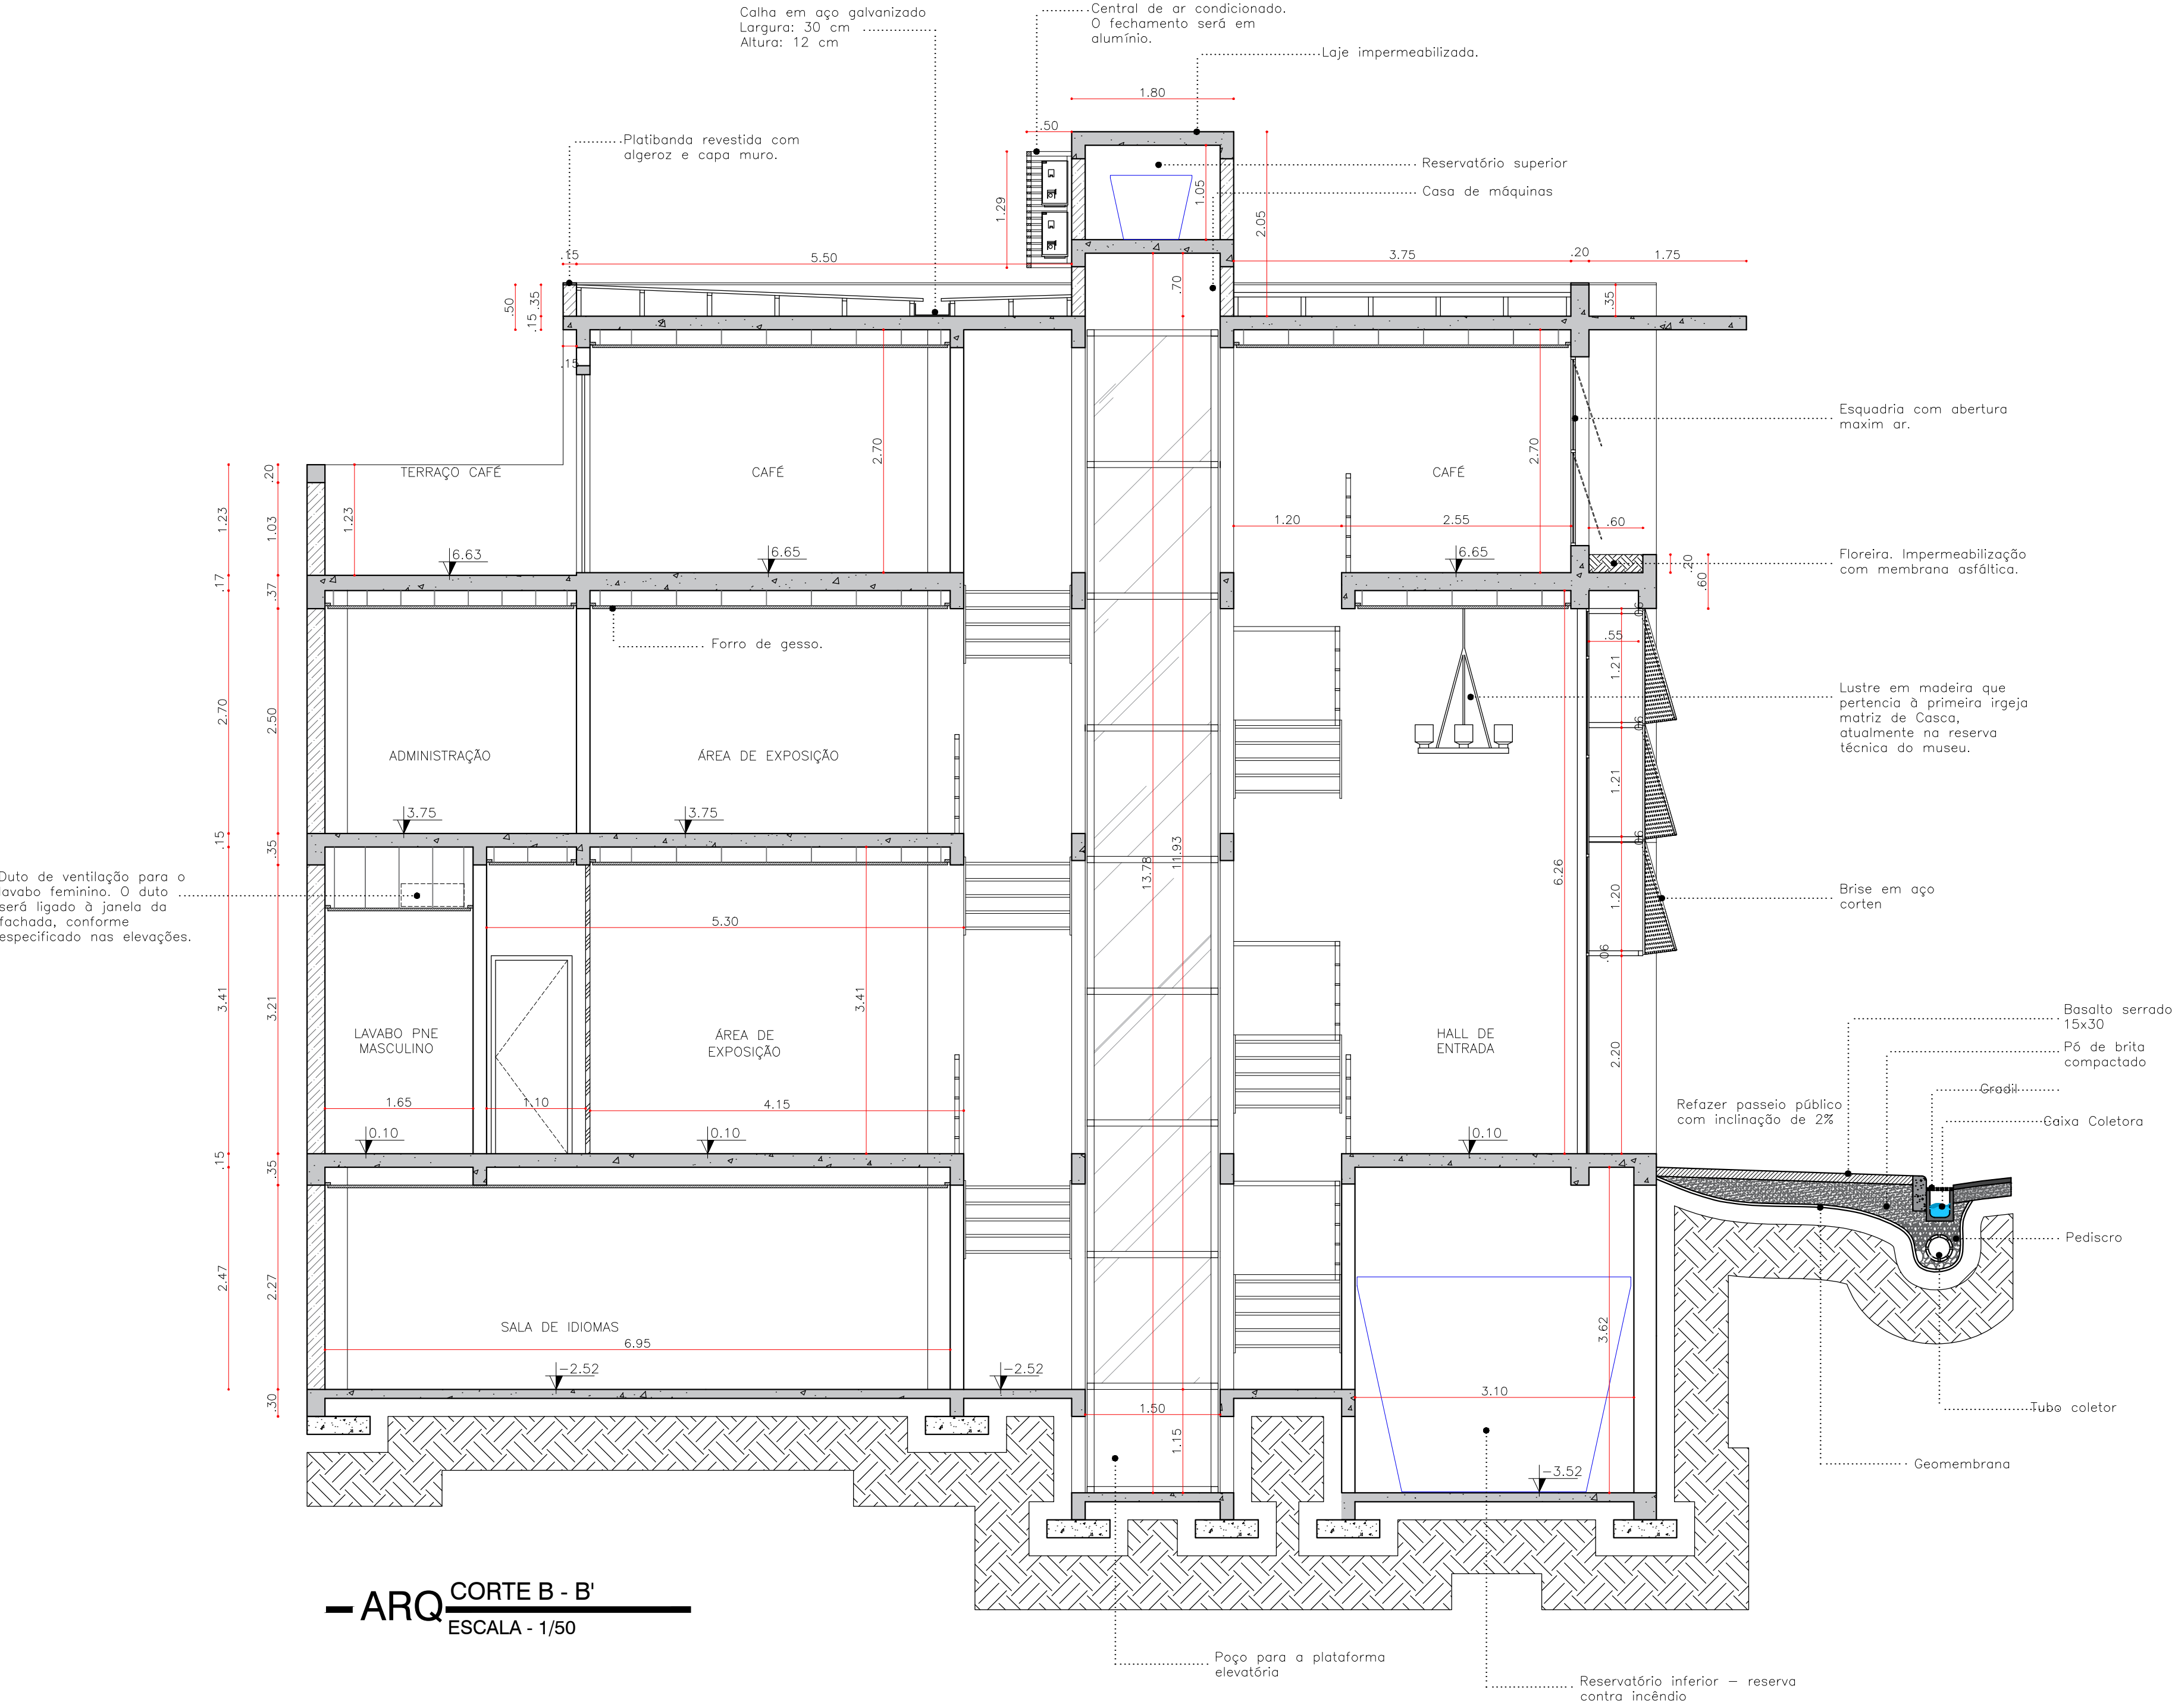 Calha em aço galvanizado
Largura: 30 cm
Altura: 12 cm
Central de ar condicionado.
O fechamento será em
alumínio.
Laje impermeabilizada.
1.80
.50
Platibanda revestida com
algeroz e capa muro.
Reservatório superior
Casa de máquinas
1.29
1.05
2.05
.15
5.50
3.75
.20
1.75
.50
.35
.15
.70
.35
.15
Esquadria com abertura
maxim ar.
2.70
2.70
TERRAÇO CAFÉ
CAFÉ
CAFÉ
.20
1.23
1.03
1.23
1.20
2.55
.60
6.63
6.65
6.65
Floreira. Impermeabilização
com membrana asfáltica.
.20
.60
.17
.37
.06
.55
Forro de gesso.
1.21
Lustre em madeira que
pertencia à primeira irgeja
matriz de Casca,
atualmente na reserva
técnica do museu.
2.70
2.50
.06
ADMINISTRAÇÃO
ÁREA DE EXPOSIÇÃO
1.21
3.75
3.75
.15
.35
.06
13.78
11.93
6.26
Duto de ventilação para o
lavabo feminino. O duto
será ligado à janela da
fachada, conforme
especificado nas elevações.
1.20
Brise em aço
corten
5.30
.06
3.41
3.21
3.41
LAVABO PNE
MASCULINO
ÁREA DE
EXPOSIÇÃO
HALL DE
ENTRADA
2.20
Basalto serrado
15x30
Pó de brita
compactado
Gradil
Refazer passeio público
com inclinação de 2%
Caixa Coletora
1.65
1.10
4.15
0.10
0.10
0.10
.15
.35
Pediscro
2.47
2.27
SALA DE IDIOMAS
6.95
3.62
-2.52
-2.52
.30
1.50
3.10
Tubo coletor
1.15
Geomembrana
-3.52
ARQ
CORTE B - B'
ESCALA - 1/50
Poço para a plataforma
elevatória
Reservatório inferior – reserva
contra incêndio